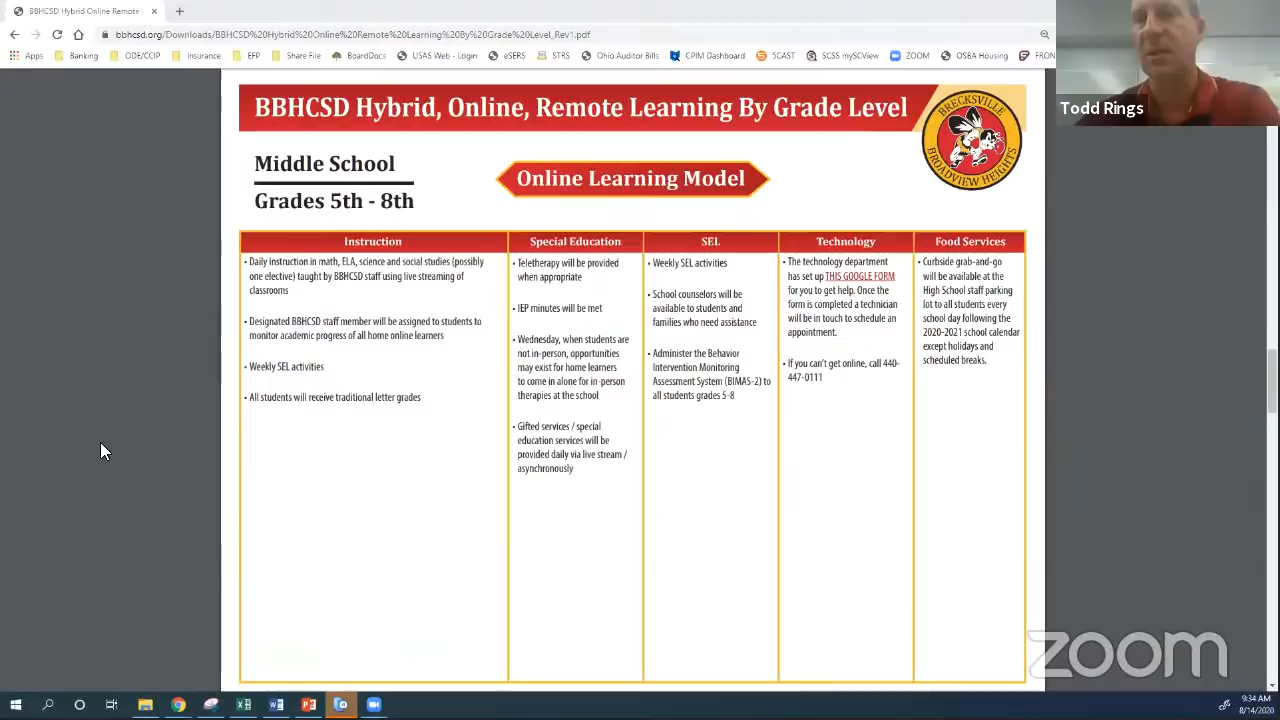 BBHCSD Hybrid Online Remote
bbhcsd.org/Downloads/BBHCSD%20Hybrid%20Online%20Remote%20Learning%20By%20Grade%20Level_Rev1.pdf
Apps
Banking
ODE/CCIP
Insurance
EFP
Share File
BoardDocs
USAS Web - Login
eSERS
STRS
Ohio Auditor Bills
CPIM Dashboard
5CAST
SCSS mySCView
ZOOM
OSBA Housing
FRON
Todd Rings
BBHCSD Hybrid, Online, Remote Learning By Grade Level
BRECKSVILLE
BROADVIEW HEIGHTS
Middle School
Grades 5th - 8th
Online Learning Model
Instruction
• Daily instruction in math, ELA, science and social studies (possibly
one elective) taught by BBHCSD staff using live streaming of
classrooms
• Designated BBHCSD staff member will be assigned to students to
monitor academic progress of all home online learners
• Weekly SEL activities
• All students will receive traditional letter grades
Special Education
• Teletherapy will be provided
when appropriate
• IEP minutes will be met
• Wednesday, when students are
not in-person, opportunities
may exist for home learners
to come in alone for in-person
therapies at the school
• Gifted services / special
education services will be
provided daily via live stream /
asynchronously
SEL
• Weekly SEL activities
• School counselors will be
available to students and
families who need assistance
• Administer the Behavior
Intervention Monitoring
Assessment System (BIMAS-2) to
all students grades 5-8
Technology
• The technology department
has set up THIS GOOGLE FORM
for you to get help. Once the
form is completed a technician
will be in touch to schedule an
appointment.
• If you can't get online, call 440-
447-0111
Food Services
• Curbside grab-and-go
will be available at the
High School staff parking
lot to all students every
school day following the
2020-2021 school calendar
except holidays and
scheduled breaks.
zoom
9:34 AM
8/14/2020